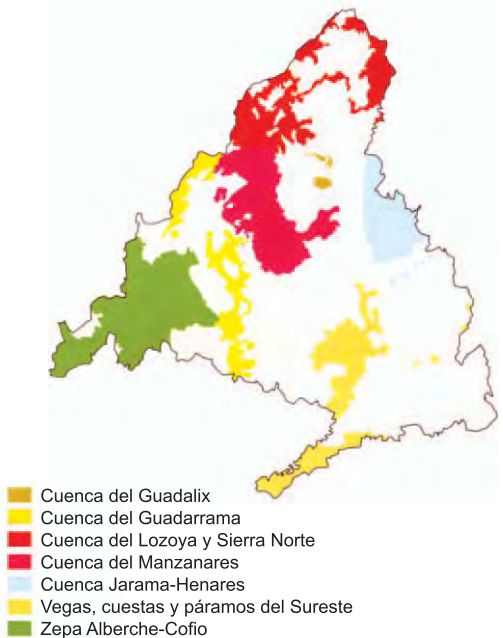 Cuenca del Guadalix
Cuenca del Guadarrama
Cuenca del Lozoya y Sierra Norte
Cuenca del Manzanares
Cuenca Jarama-Henares
Vegas, cuestas y páramos del Sureste
Zepa Alberche-Cofio